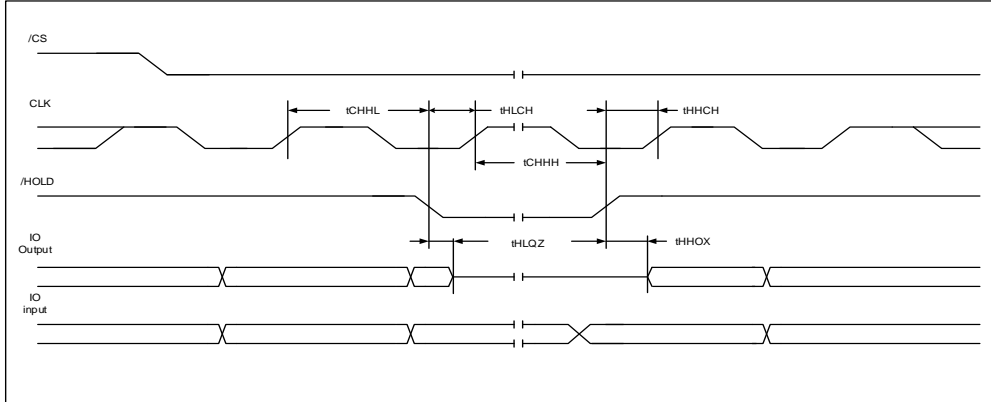 /CS
CLK
tCHHL
tHLCH
tHHCH
tCHHH
/HOLD
IO
Output
tHLQZ
tHHOX
IO
input